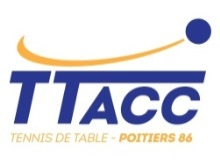 TTACC
TENNIS DE TABLE - POITIERS 86